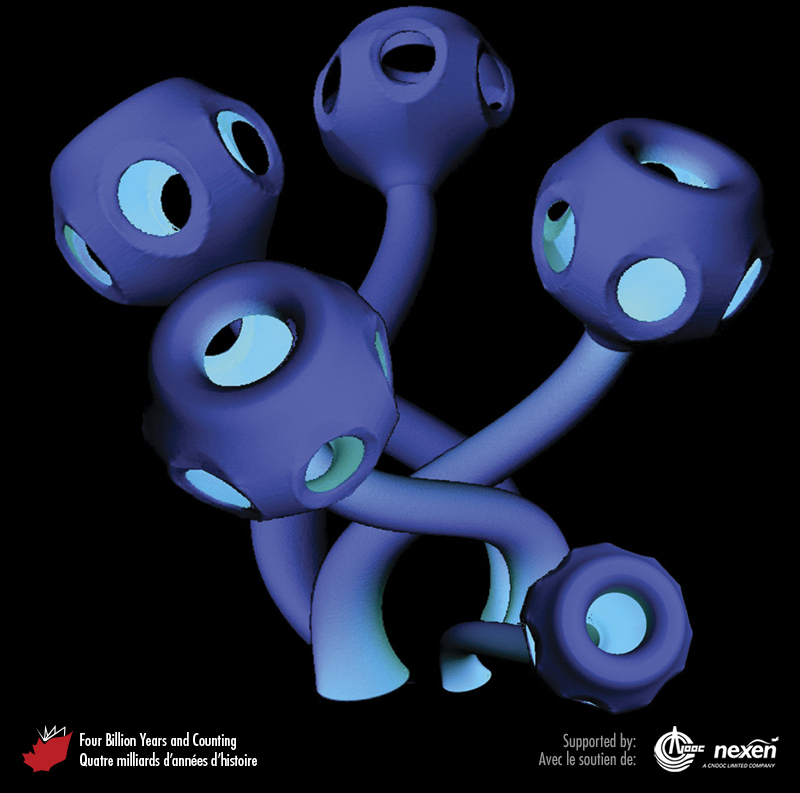 Four Billion Years and Counting
Quatre milliards d'années d'histoire
Supported by:
Avec le soutien de:
CNOOC
nexen
A CNOOC LIMITED COMPANY